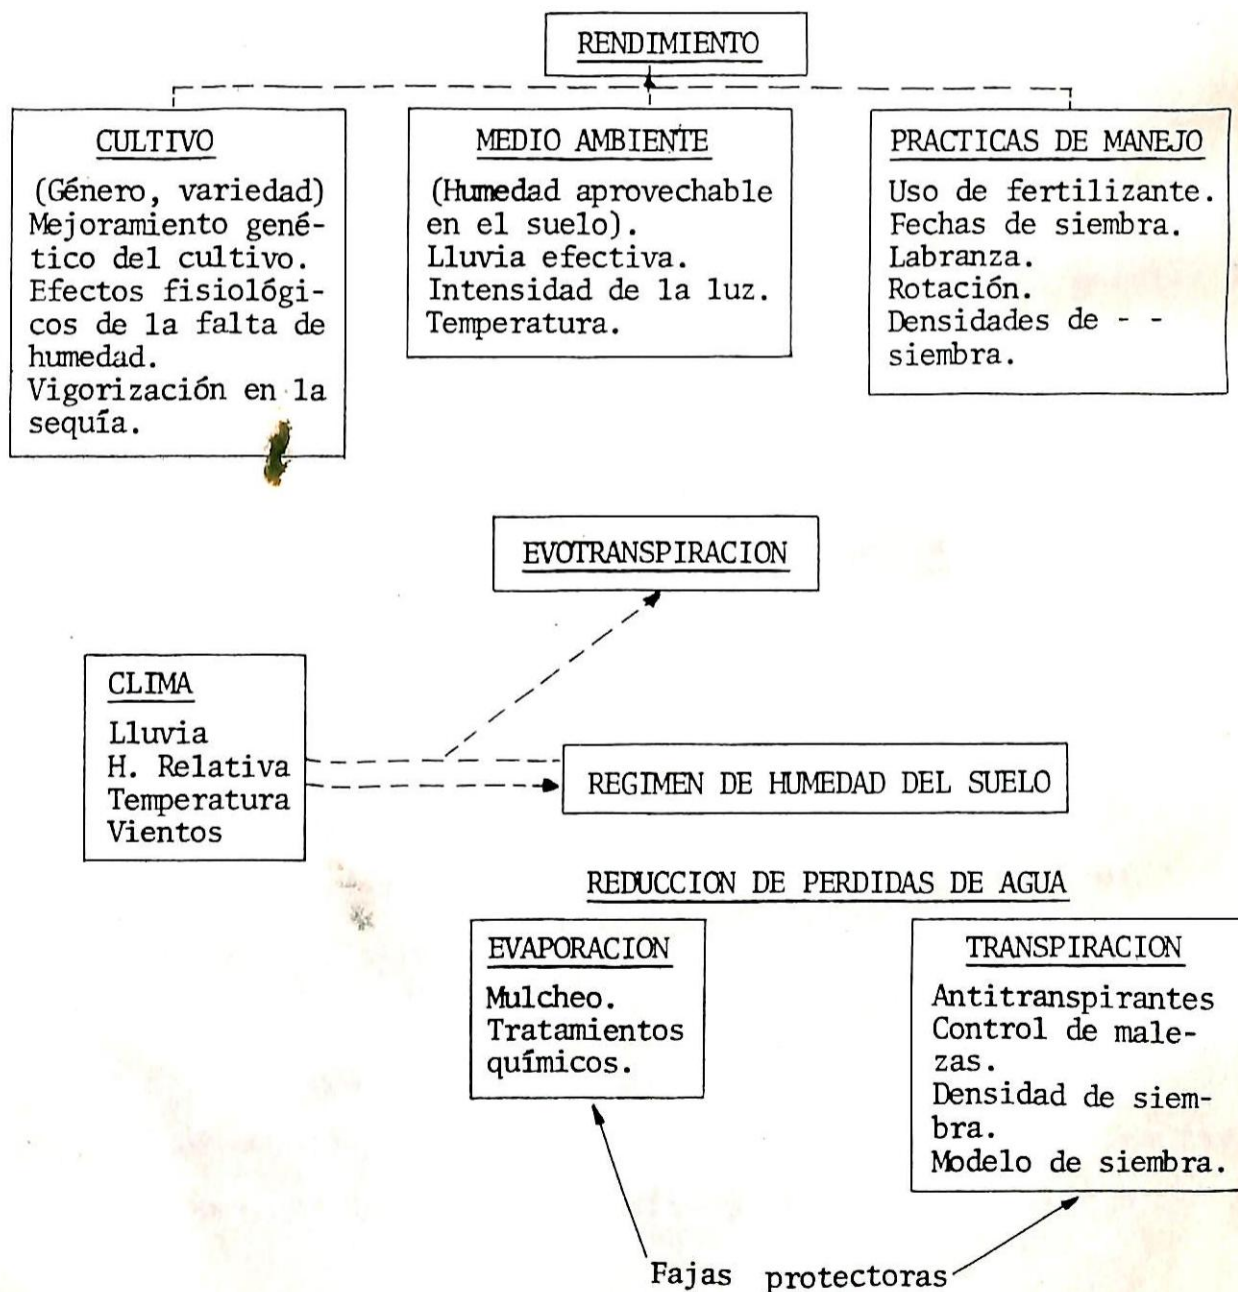 RENDIMIENTO
CULTIVO
(Género, variedad)
Mejoramiento gené-
tico del cultivo.
Efectos fisiológi-
cos de la falta de
humedad.
Vigorización en la
sequía.
MEDIO AMBIENTE
(Humedad aprovechable
en el suelo).
Lluvia efectiva.
Intensidad de la luz.
Temperatura.
PRACTICAS DE MANEJO
Uso de fertilizante.
Fechas de siembra.
Labranza.
Rotación.
Densidades de - -
siembra.
EVOTRANSPIRACION
CLIMA
Lluvia
H. Relativa
Temperatura
Vientos
REGIMEN DE HUMEDAD DEL SUELO
REDUCCION DE PERDIDAS DE AGUA
EVAPORACION
Mulcheo.
Tratamientos
químicos.
TRANSPIRACION
Antitranspirantes
Control de male-
zas.
Densidad de siem-
bra.
Modelo de siembra.
Fajas protectoras